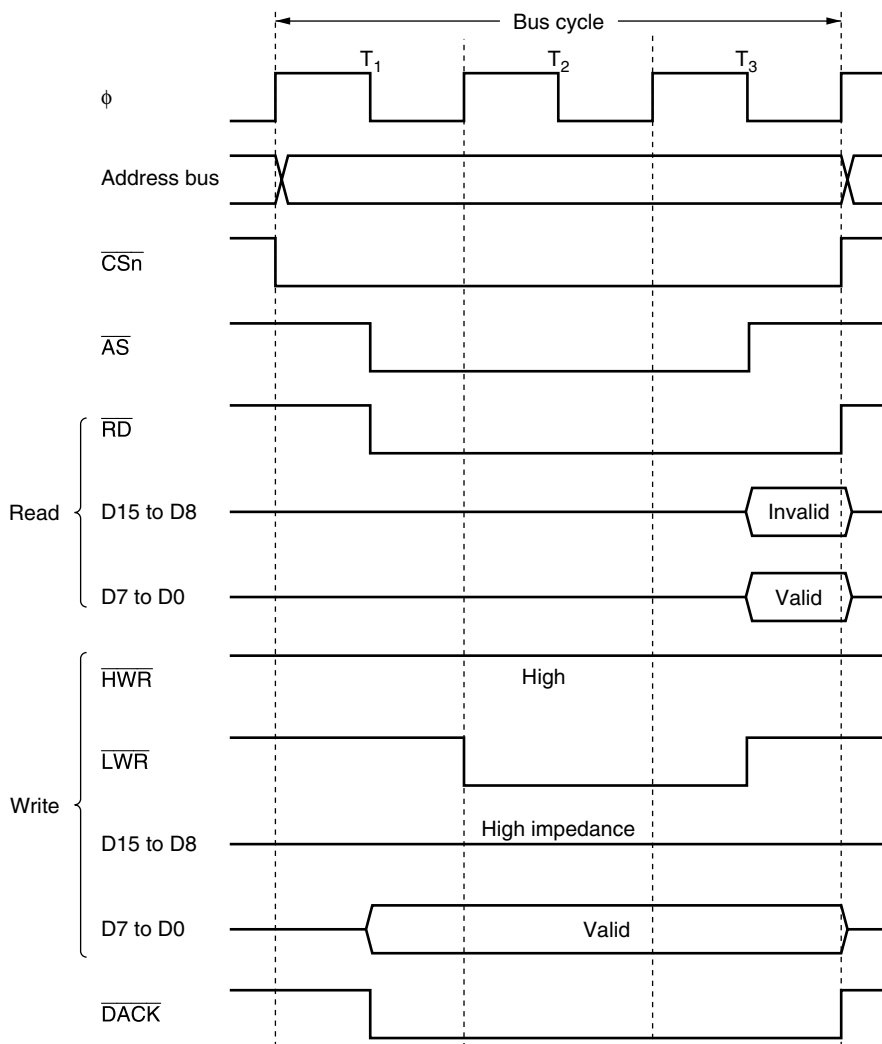 Bus cycle
T1 T2 T3
ϕ
Address bus
CSn
AS
RD
Read D15 to D8 Invalid
D7 to D0 Valid
HWR High
LWR
Write
D15 to D8 High impedance
D7 to D0 Valid
DACK